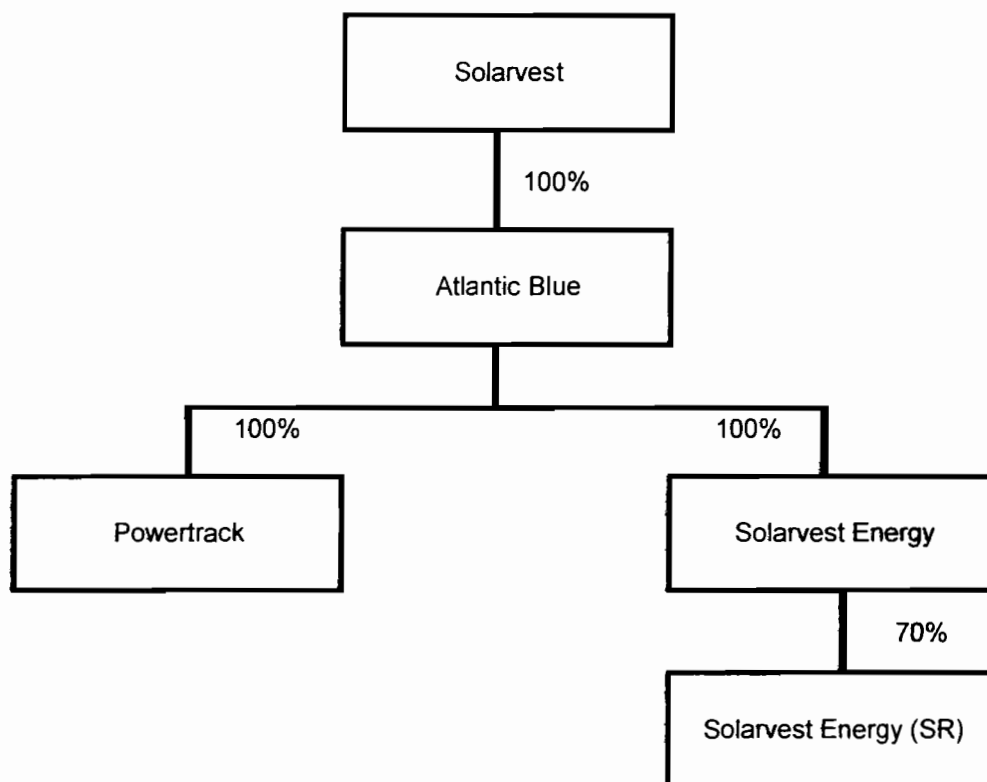 Solarvest
100%
Atlantic Blue
100%
100%
Powertrack
Solarvest Energy
70%
Solarvest Energy (SR)